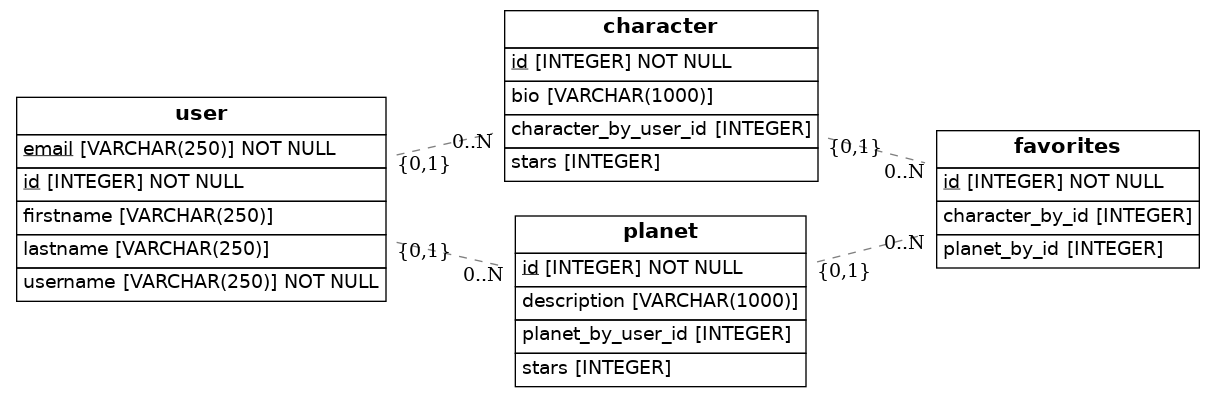 user
email [VARCHAR(250)] NOT NULL
id [INTEGER] NOT NULL
firstname [VARCHAR(250)]
lastname [VARCHAR(250)]
username [VARCHAR(250)] NOT NULL
{0,1}
0..N
{0,1}
0..N
character
id [INTEGER] NOT NULL
bio [VARCHAR(1000)]
character_by_user_id [INTEGER]
stars [INTEGER]
planet
id [INTEGER] NOT NULL
description [VARCHAR(1000)]
planet_by_user_id [INTEGER]
stars [INTEGER]
{0,1}
0..N
{0,1}
0..N
favorites
id [INTEGER] NOT NULL
character_by_id [INTEGER]
planet_by_id [INTEGER]